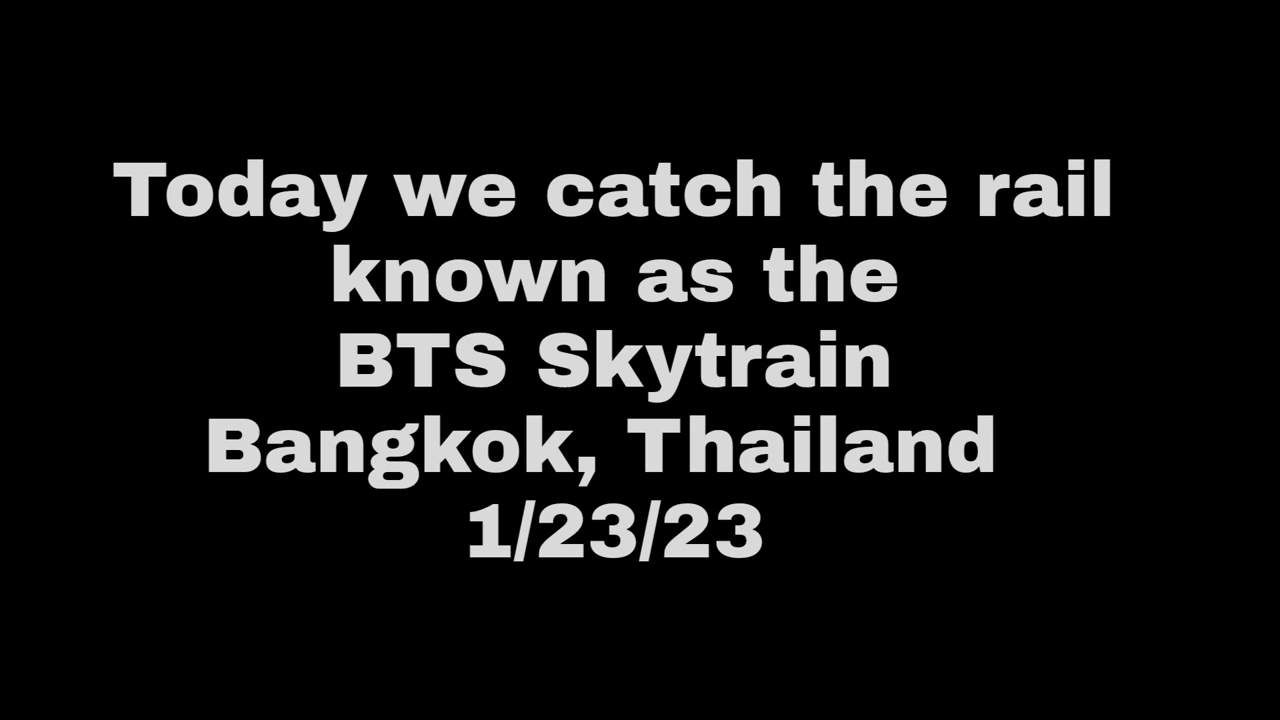 Today we catch the rail
known as the
BTS Skytrain
Bangkok, Thailand
1/23/23